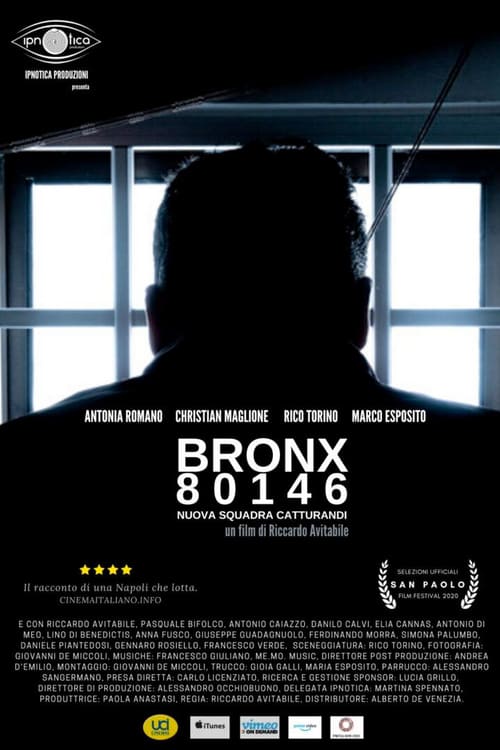 ipnotica
IPNOTICA PRODUZIONI
presenta
ANTONIA ROMANO CHRISTIAN MAGLIONE RICO TORINO MARCO ESPOSITO
BRONX
80146
NUOVA SQUADRA CATTURANDI
un film di Riccardo Avitabile
Il racconto di una Napoli che lotta.
CINEMAITALIANO.INFO
SELEZIONI UFFICIALI
SAN PAOLO
FILM FESTIVAL 2020
E CON RICCARDO AVITABILE, PASQUALE BIFOLCO, ANTONIO CAIAZZO, DANILO CALVI, ELIA CANNAS, ANTONIO DI
MEO, LINO DI BENEDICTIS, ANNA FUSCO, GIUSEPPE GUADAGNUOLO, FERDINANDO MORRA, SIMONA PALUMBO,
DANIELE PIANTEDOSI, GENNARO ROSIELLO, FRANCESCO VERDE, SCENEGGIATURA: RICO TORINO, FOTOGRAFIA:
GIOVANNI DE MICCOLI, MUSICHE: FRANCESCO GIULIANO, ME.MO. MUSIC, DIRETTORE POST PRODUZIONE: ANDREA
D'EMILIO, MONTAGGIO: GIOVANNI DE MICCOLI, TRUCCO: GIOIA GALLI, MARIA ESPOSITO, PARRUCCO: ALESSANDRO
SANGERMANO, PRESA DIRETTA: CARLO LICENZIATO, RICERCA E GESTIONE SPONSOR: LUCIA GRILLO,
DIRETTORE DI PRODUZIONE: ALESSANDRO OCCHIOBUONO, DELEGATA IPNOTICA: MARTINA SPENNATO,
PRODUTTRICE: PAOLA ANASTASI, REGIA: RICCARDO AVITABILE, DISTRIBUTORE: ALBERTO DE VENEZIA.
uci CINEMAS iTunes vimeo ON DEMAND prime video